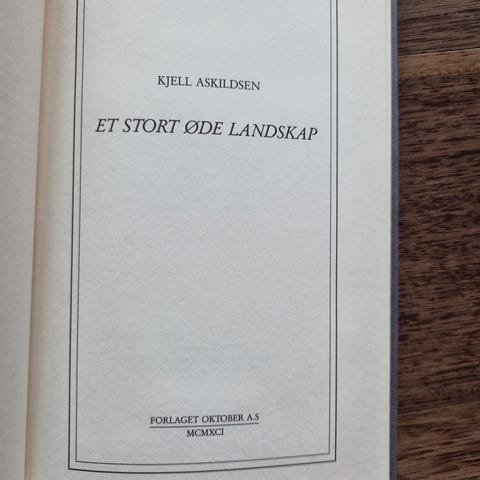 KJELL ASKILDSEN
ET STORT ØDE LANDSKAP
FORLAGET OKTOBER A.S
MCMXCI